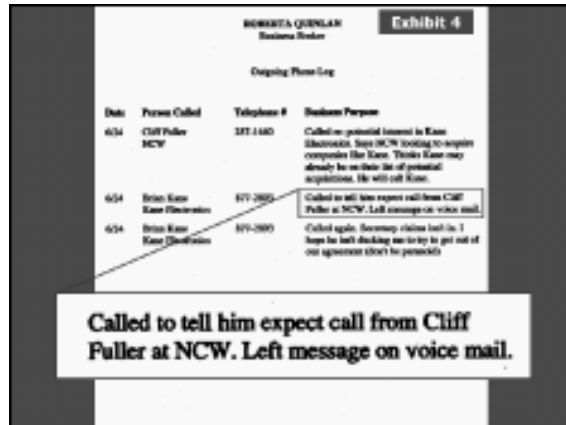 ROBERTA QUINLAN
Business Broker
Exhibit 4
Outgoing Phone Log
Date Person Called Telephone # Business Purpose
6/24 Cliff Fuller Called re potential interest in Kane
NCW Electronics. Says NCW looking to acquire
companies like Kane. Thinks Kane may
already be on their list of potential
acquisitions. He will call Kane.
6/24 Brian Kane Called to tell him expect call from Cliff
Kane Electronics Fuller at NCW. Left message on voice mail.
6/24 Brian Kane Called again. Secretary claims isn't in. I
Kane Electronics hope he isn't ducking me to try to get out of
our agreement (don't be paranoid)
Called to tell him expect call from Cliff
Fuller at NCW. Left message on voice mail.